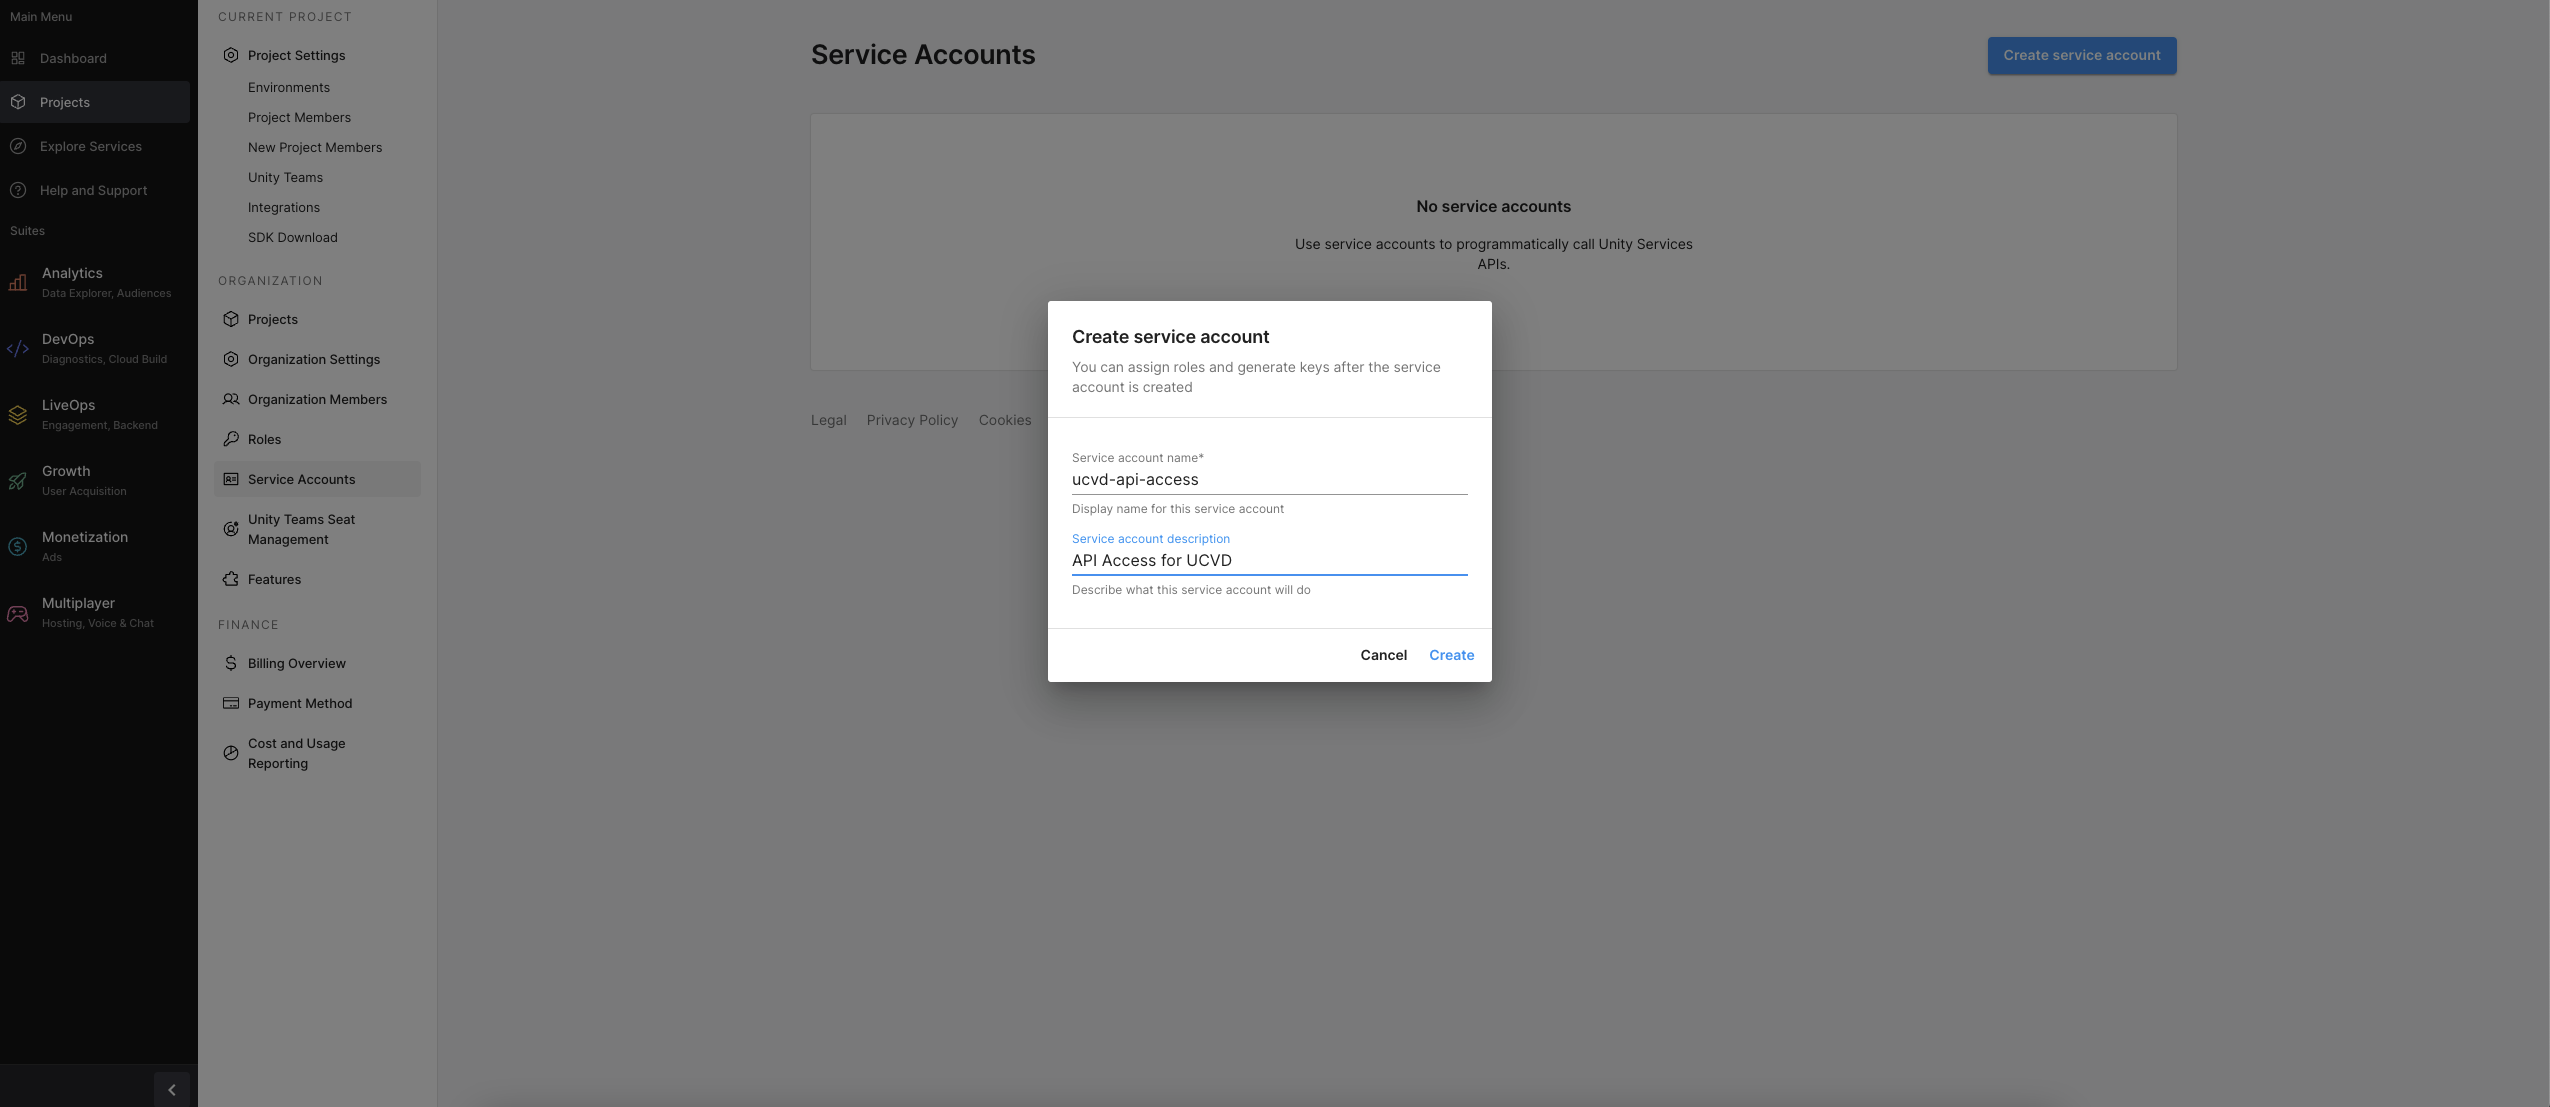 Main Menu
Dashboard
Projects
Explore Services
Help and Support
Suites
Analytics
Data Explorer, Audiences
DevOps
Diagnostics, Cloud Build
LiveOps
Engagement, Backend
Growth
User Acquisition
Monetization
Ads
Multiplayer
Hosting, Voice & Chat
CURRENT PROJECT
Project Settings
Environments
Project Members
New Project Members
Unity Teams
Integrations
SDK Download
ORGANIZATION
Projects
Organization Settings
Organization Members
Roles
Service Accounts
Unity Teams Seat
Management
Features
FINANCE
Billing Overview
Payment Method
Cost and Usage
Reporting
Service Accounts
Create service account
No service accounts
Use service accounts to programmatically call Unity Services
APIs.
Legal Privacy Policy Cookies
Create service account
You can assign roles and generate keys after the service
account is created
Service account name*
ucvd-api-access
Display name for this service account
Service account description
API Access for UCVD
Describe what this service account will do
Cancel Create